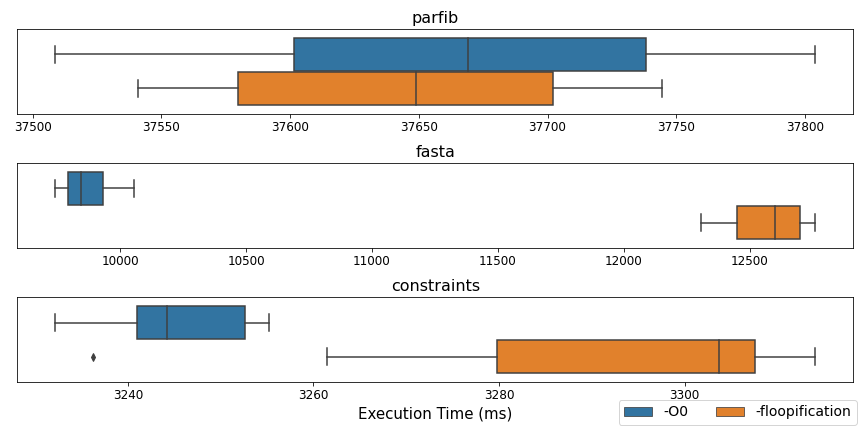 parfib
37500 37550 37600 37650 37700 37750 37800
fasta
10000 10500 11000 11500 12000 12500
constraints
3240 3260 3280 3300
Execution Time (ms)
-O0 -floopification